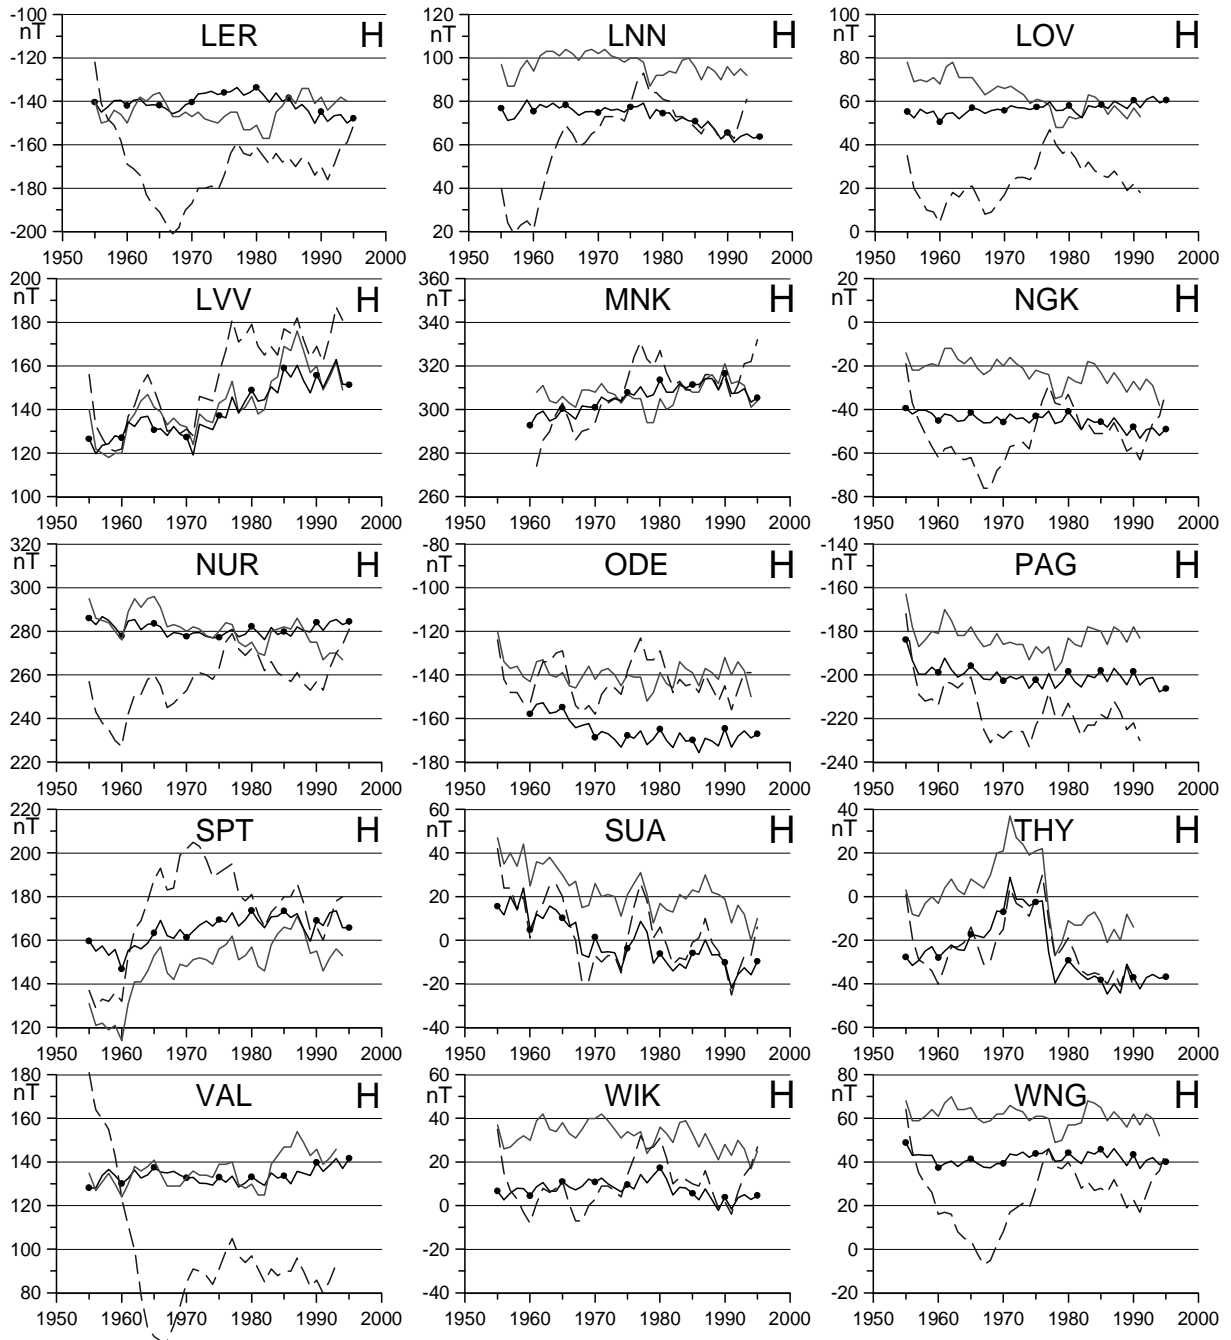 -100 nT LER H
-120
-140
-160
-180
-200
1950 1960 1970 1980 1990 2000
120 nT LNN H
100
80
60
40
20
1950 1960 1970 1980 1990 2000
100 nT LOV H
80
60
40
20
0
1950 1960 1970 1980 1990 2000
200 nT LVV H
180
160
140
120
100
1950 1960 1970 1980 1990 2000
360 nT MNK H
340
320
300
280
260
1950 1960 1970 1980 1990 2000
20 nT NGK H
0
-20
-40
-60
-80
1950 1960 1970 1980 1990 2000
320 nT NUR H
300
280
260
240
220
1950 1960 1970 1980 1990 2000
-80 nT ODE H
-100
-120
-140
-160
-180
1950 1960 1970 1980 1990 2000
-140 nT PAG H
-160
-180
-200
-220
-240
1950 1960 1970 1980 1990 2000
220 nT SPT H
200
180
160
140
120
1950 1960 1970 1980 1990 2000
60 nT SUA H
40
20
0
-20
-40
1950 1960 1970 1980 1990 2000
40 nT THY H
20
0
-20
-40
-60
1950 1960 1970 1980 1990 2000
180 nT VAL H
160
140
120
100
80
1950 1960 1970 1980 1990 2000
60 nT WIK H
40
20
0
-20
-40
1950 1960 1970 1980 1990 2000
80 nT WNG H
60
40
20
0
-20
1950 1960 1970 1980 1990 2000